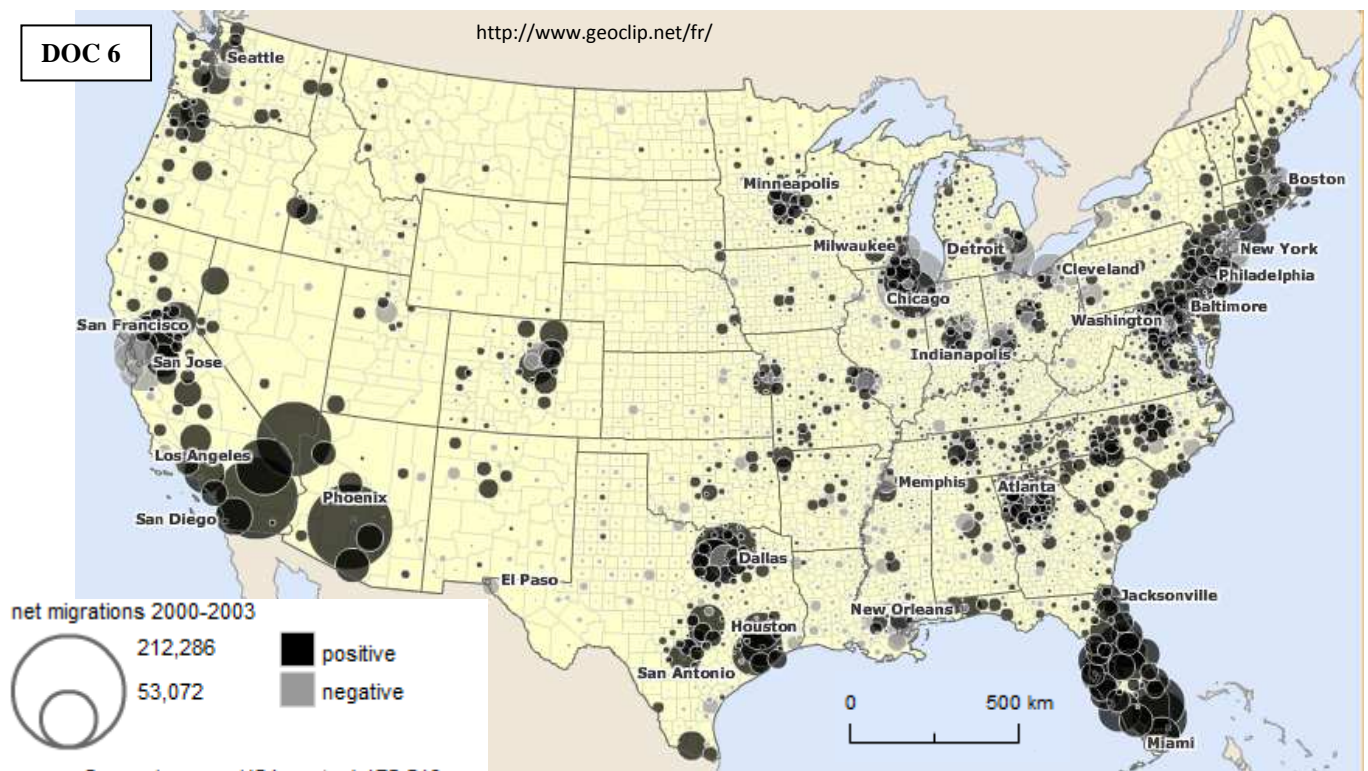 DOC 6
http://www.geoclip.net/fr/
Seattle
Minneapolis
Boston
Milwaukee
Detroit
New York
Cleveland
Philadelphia
Chicago
Baltimore
San Francisco
Washington
San Jose
Indianapolis
Los Angeles
Memphis
Atlanta
Phoenix
San Diego
Dallas
El Paso
Jacksonville
New Orleans
Houston
San Antonio
Miami
net migrations 2000-2003
212,286
53,072
positive
negative
0 500 km